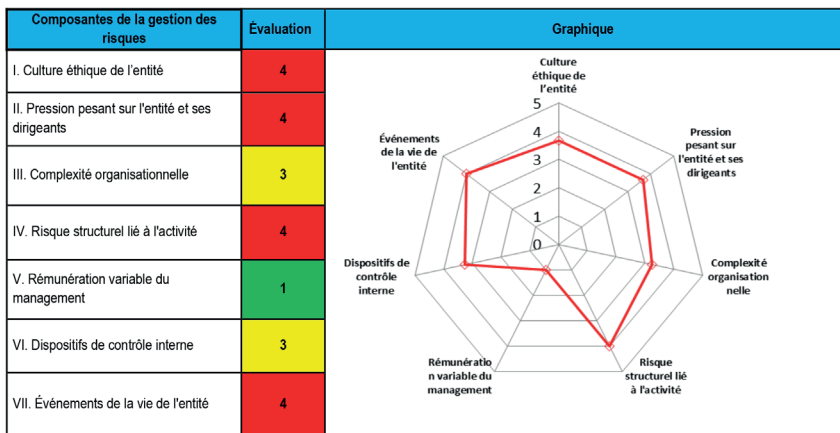 Composantes de la gestion des
risques
Évaluation
Graphique
I. Culture éthique de l'entité
4
II. Pression pesant sur l'entité et ses
dirigeants
4
III. Complexité organisationnelle
3
IV. Risque structurel lié à l'activité
4
V. Rémunération variable du
management
1
VI. Dispositifs de contrôle interne
3
VII. Événements de la vie de l'entité
4
Culture
éthique de
l'entité
5
4
3
2
1
0
Pression
pesant sur
l'entité et ses
dirigeants
Complexité
organisation
nelle
Risque
structurel lié
à l'activité
Rémunératio
n variable du
management
Dispositifs de
contrôle
interne
Événements
de la vie de
l'entité